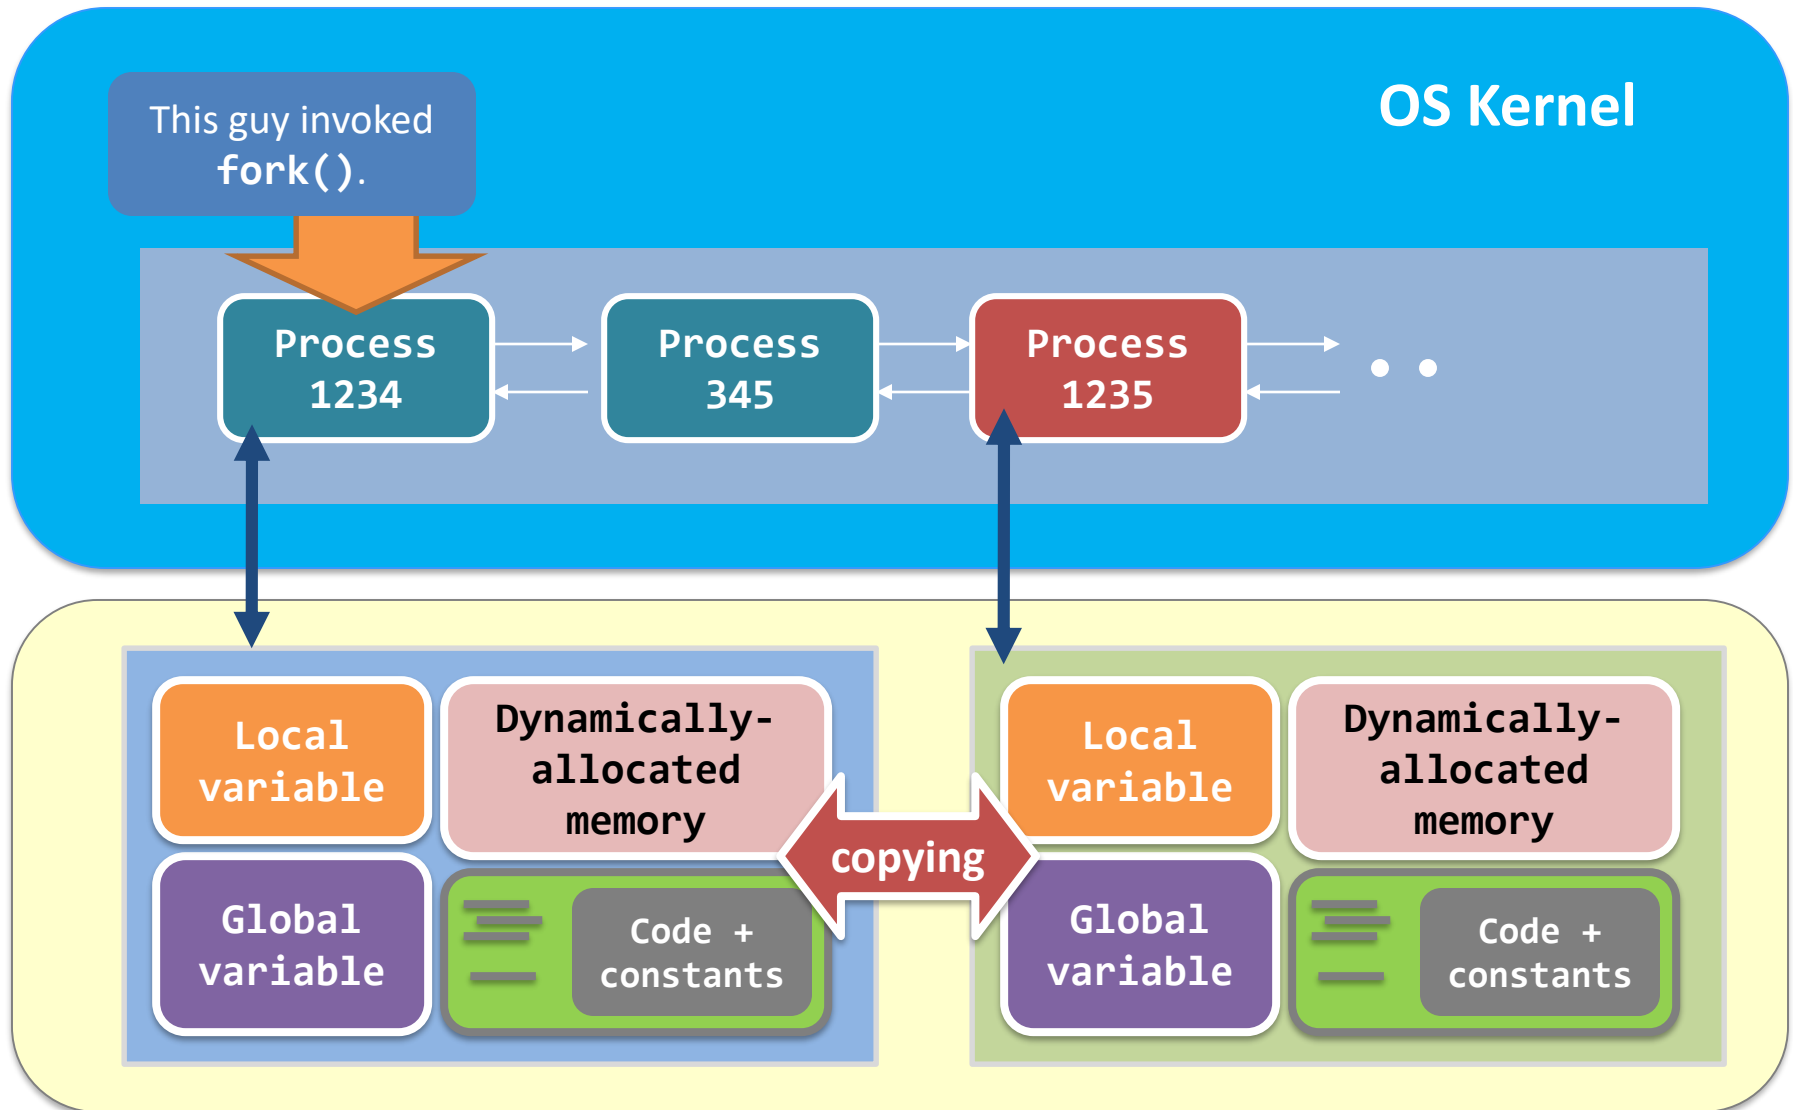 OS Kernel
This guy invoked
fork().
Process
1234
Process
345
Process
1235
Local
variable
Dynamically-
allocated
memory
Global
variable
Code +
constants
copying
Local
variable
Dynamically-
allocated
memory
Global
variable
Code +
constants